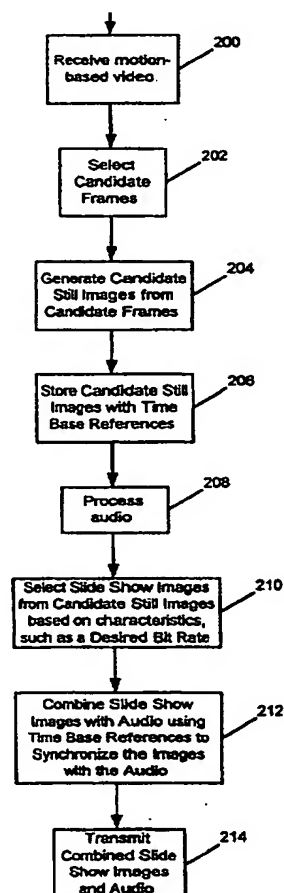 Receive motion-
based video.
200
Select
Candidate
Frames
202
Generate Candidate
Still Images from
Candidate Frames
204
Store Candidate Still
Images with Time
Base References
206
Process
audio
208
Select Slide Show Images
from Candidate Still Images
based on characteristics,
such as a Desired Bit Rate
210
Combine Slide Show
Images with Audio using
Time Base References to
Synchronize the Images
with the Audio
212
Transmit
Combined Slide
Show Images
and Audio
214